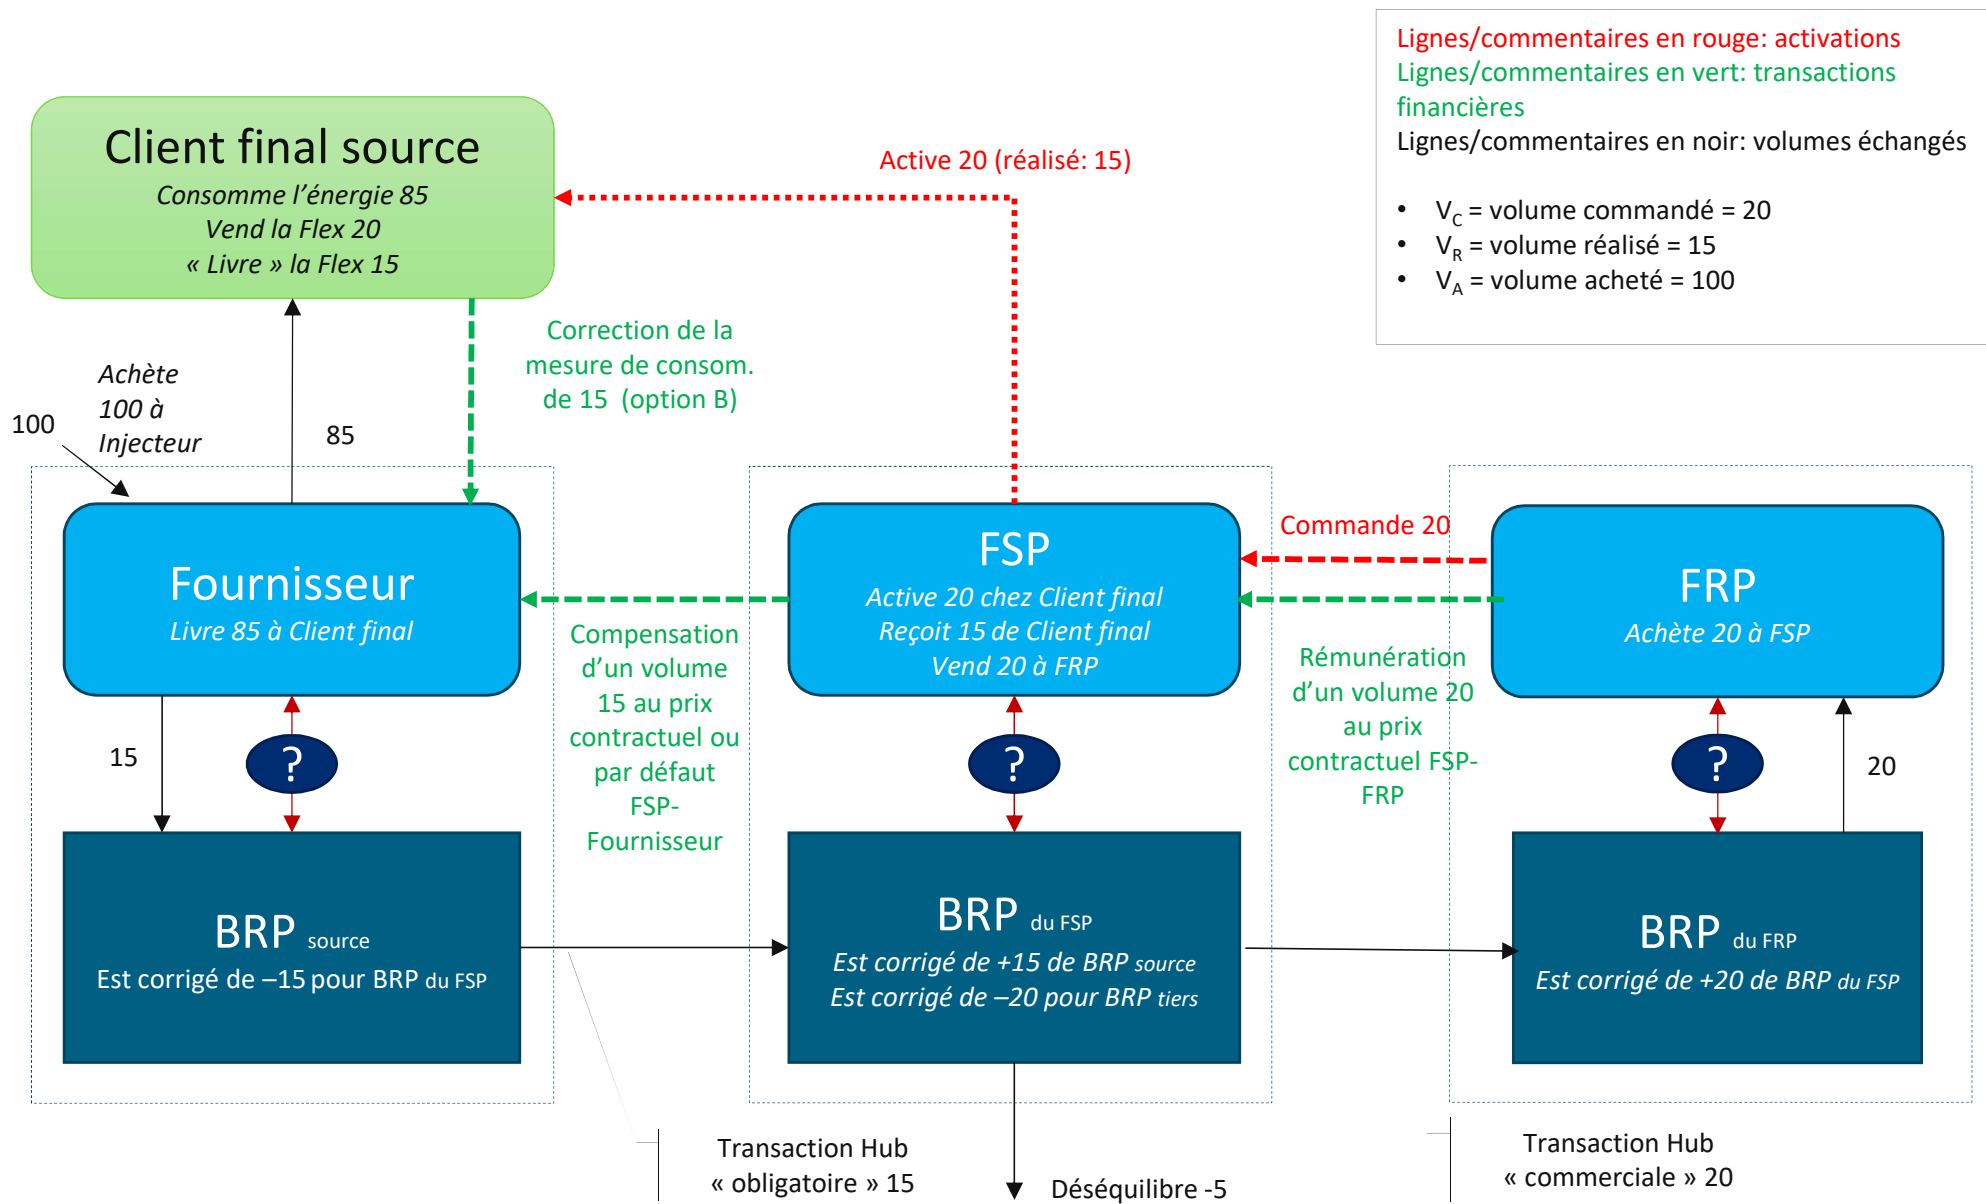 Lignes/commentaires en rouge: activations
Lignes/commentaires en vert: transactions
financières
Lignes/commentaires en noir: volumes échangés
• VC = volume commandé = 20
• VR = volume réalisé = 15
• VA = volume acheté = 100
Client final source
Consomme l’énergie 85
Vend la Flex 20
« Livre » la Flex 15
Active 20 (réalisé: 15)
Correction de la
mesure de consom.
de 15 (option B)
Achète
100 à
Injecteur
100
85
Fournisseur
Livre 85 à Client final
FSP
Active 20 chez Client final
Reçoit 15 de Client final
Vend 20 à FRP
Commande 20
FRP
Achète 20 à FSP
Compensation
d’un volume
15 au prix
contractuel ou
par défaut
FSP-
Fournisseur
Rémunération
d’un volume 20
au prix
contractuel FSP-
FRP
15
?
?
?
20
BRP source
Est corrigé de –15 pour BRP du FSP
BRP du FSP
Est corrigé de +15 de BRP source
Est corrigé de –20 pour BRP tiers
BRP du FRP
Est corrigé de +20 de BRP du FSP
Transaction Hub
« obligatoire » 15
Déséquilibre -5
Transaction Hub
« commerciale » 20